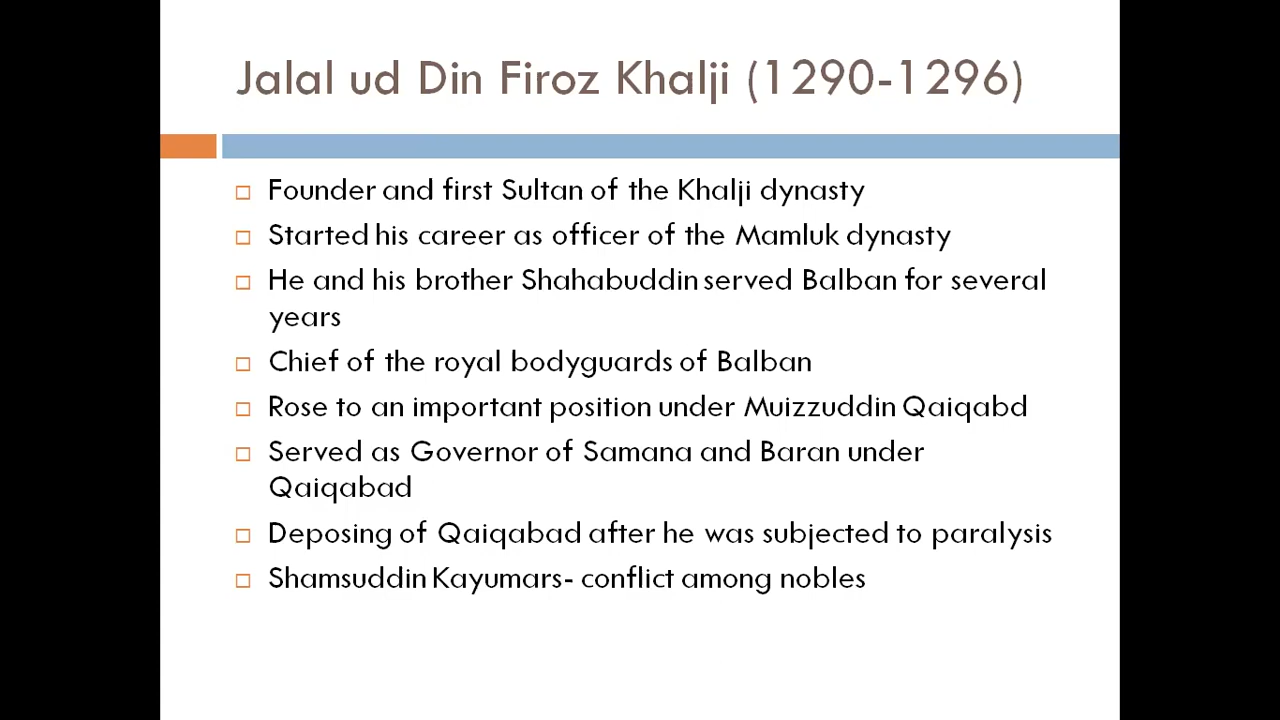 Jalal ud Din Firoz Khalji (1290-1296)
Founder and first Sultan of the Khalji dynasty
Started his career as officer of the Mamluk dynasty
He and his brother Shahabuddin served Balban for several
years
Chief of the royal bodyguards of Balban
Rose to an important position under Muizzuddin Qaiqabd
Served as Governor of Samana and Baran under
Qaiqabad
Deposing of Qaiqabad after he was subjected to paralysis
Shamsuddin Kayumars- conflict among nobles